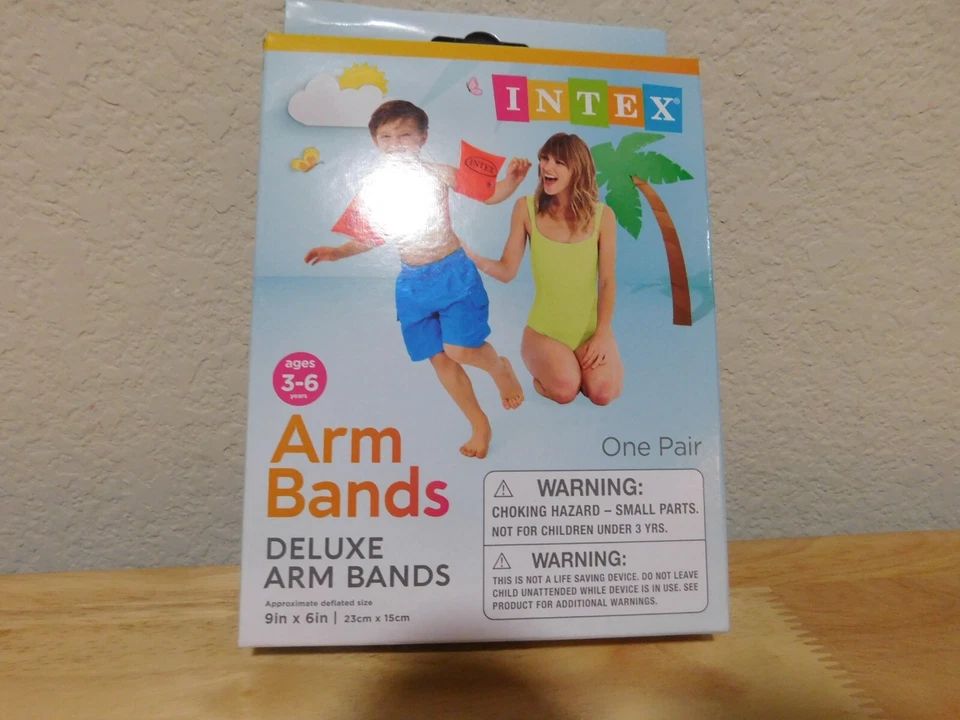 INTEX®
INTEX
ages
3-6
years
Arm
Bands
DELUXE
ARM BANDS
Approximate deflated size
9in x 6in | 23cm x 15cm
One Pair
WARNING:
CHOKING HAZARD – SMALL PARTS.
NOT FOR CHILDREN UNDER 3 YRS.
WARNING:
THIS IS NOT A LIFE SAVING DEVICE. DO NOT LEAVE
CHILD UNATTENDED WHILE DEVICE IS IN USE. SEE
PRODUCT FOR ADDITIONAL WARNINGS.